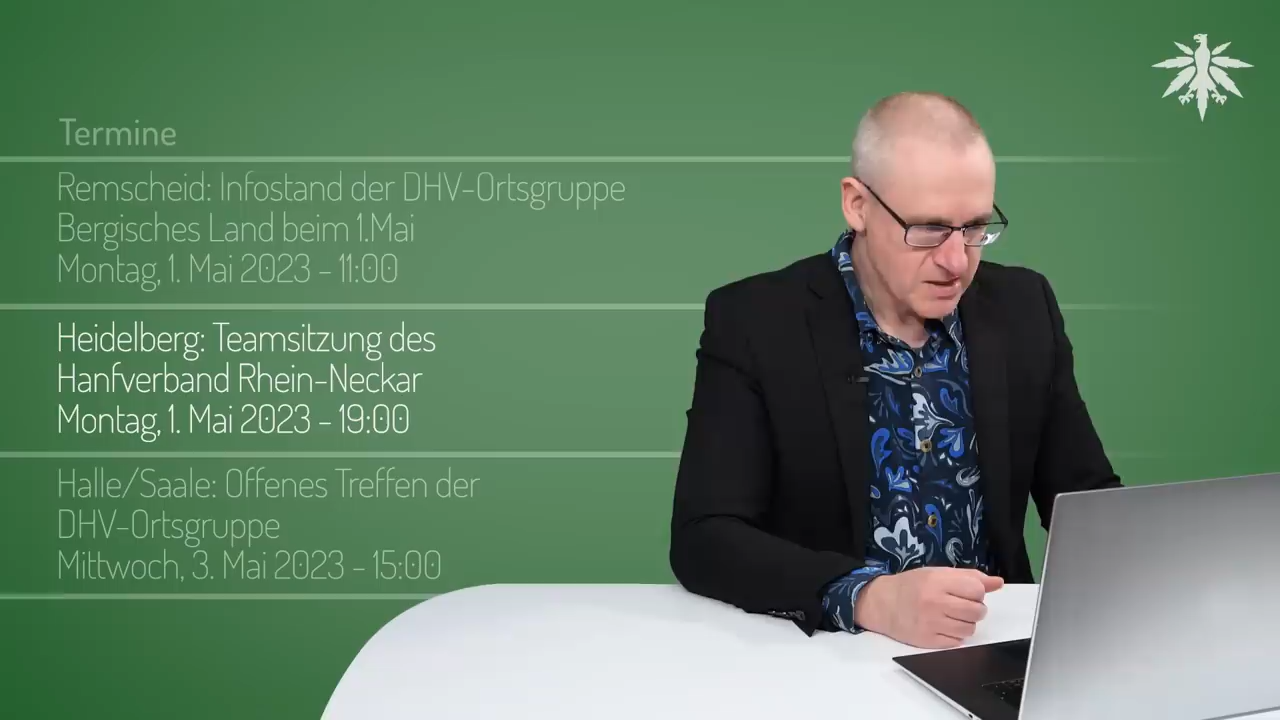 Termine
Remscheid: Infostand der DHV-Ortsgruppe
Bergisches Land beim 1.Mai
Montag, 1. Mai 2023 - 11:00
Heidelberg: Teamsitzung des
Hanfverband Rhein-Neckar
Montag, 1. Mai 2023 - 19:00
Halle/Saale: Offenes Treffen der
DHV-Ortsgruppe
Mittwoch, 3. Mai 2023 - 15:00